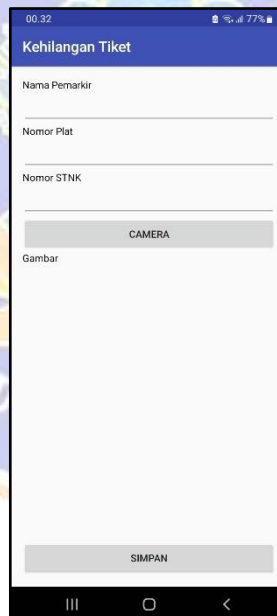 00.32 77%
Kehilangan Tiket
Nama Pemarkir
Nomor Plat
Nomor STNK
CAMERA
Gambar
SIMPAN